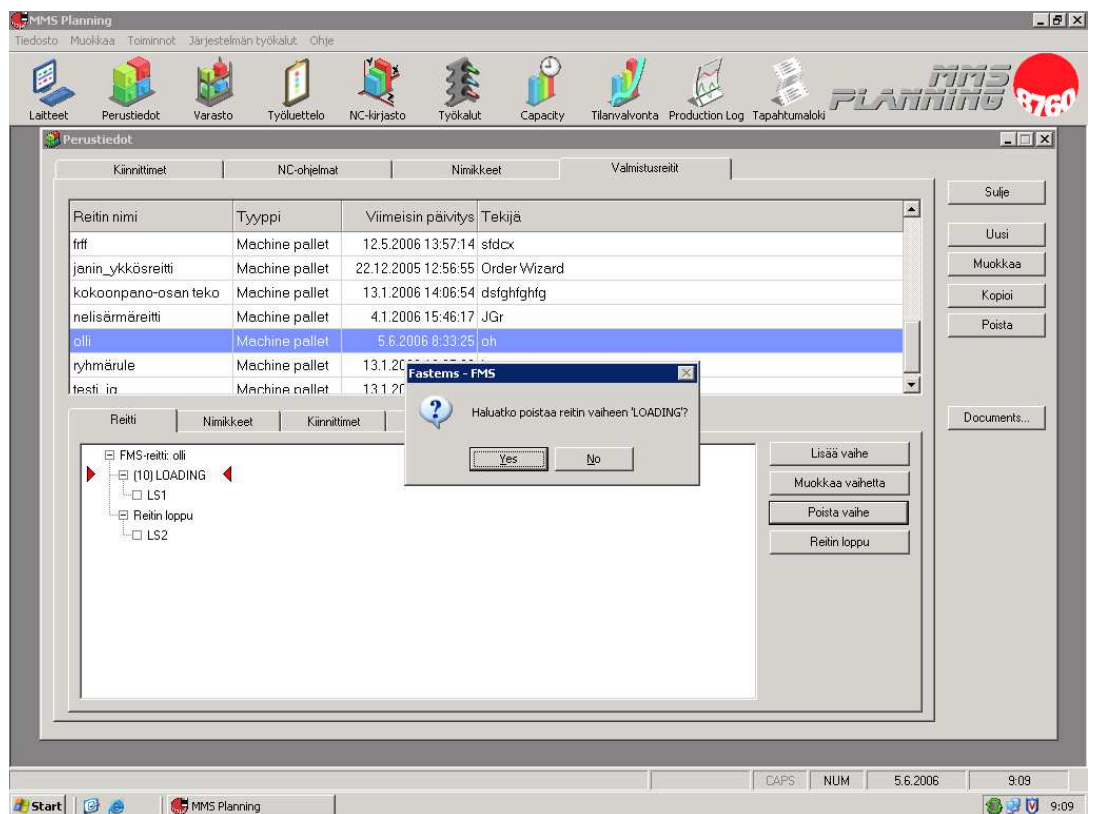 MMS Planning
Tiedosto Muokkaa Toiminnot Järjestelmän työkalut Ohje
Laitteet Perustiedot Varasto Työluettelo NC-kirjasto Työkalut Capacity Tilanvalvonta Production Log Tapahtumaloki
MMS PLANNING 8760
Perustiedot
Kiinnittimet NC-ohjelmat Nimikkeet Valmistusreitit
Sulje
Uusi
Muokkaa
Kopioi
Poista
Documents...
Reitin nimi Tyyppi Viimeisin päivitys Tekijä
frff Machine pallet 12.5.2006 13:57:14 sfdcx
janin_ykkösreitti Machine pallet 22.12.2005 12:56:55 Order Wizard
kokoonpano-osan teko Machine pallet 13.1.2006 14:06:54 dsfghfghfg
nelisärmäreitti Machine pallet 4.1.2006 15:46:17 JGr
olli Machine pallet 5.6.2006 8:33:25 oh
ryhmärule Machine pallet
testi_jg Machine pallet
Fastems - FMS
Haluatko poistaa reitin vaiheen 'LOADING'?
Yes No
Reitti Nimikkeet Kiinnittimet
FMS-reitti: olli
(10) LOADING
LS1
Reitin loppu
LS2
Lisää vaihe
Muokkaa vaihetta
Poista vaihe
Reitin loppu
CAPS NUM 5.6.2006 9:09
Start MMS Planning 9:09